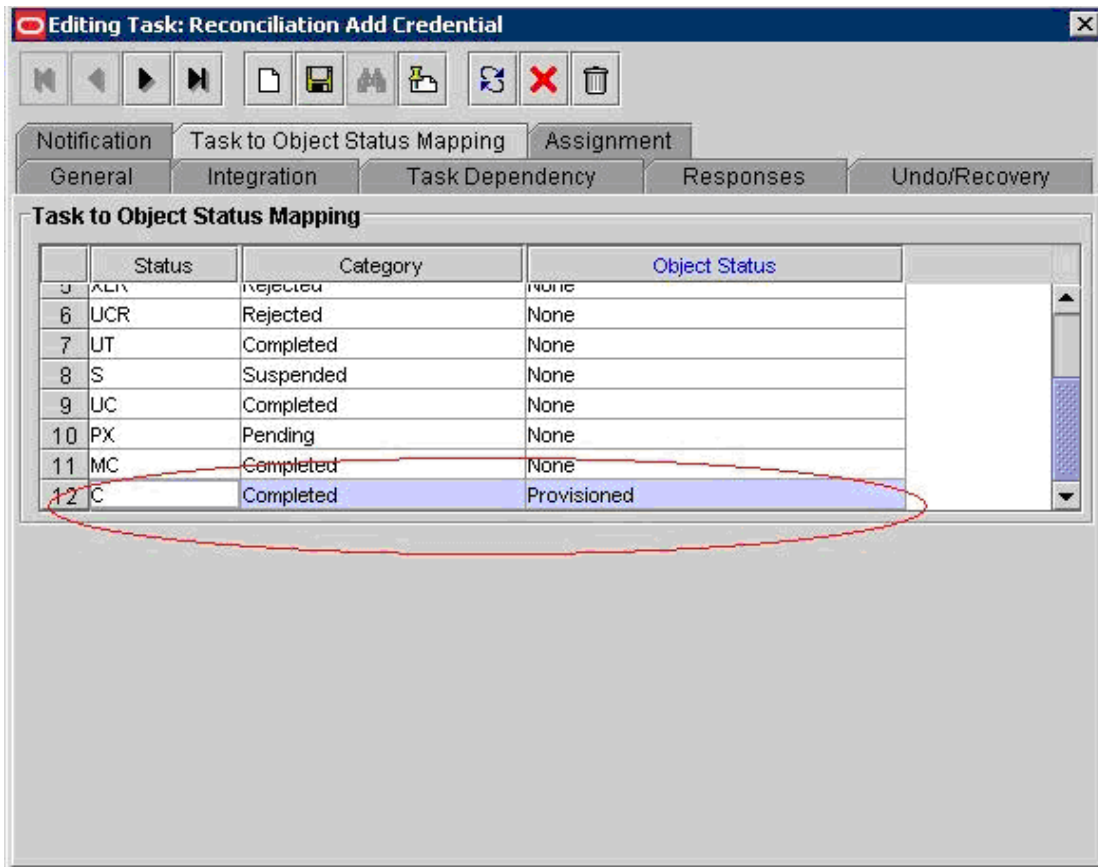 Editing Task: Reconciliation Add Credential
Notification Task to Object Status Mapping Assignment
General Integration Task Dependency Responses Undo/Recovery
Task to Object Status Mapping
Status Category Object Status
6 UCR Rejected None
7 UT Completed None
8 S Suspended None
9 UC Completed None
10 PX Pending None
11 MC Completed None
12 C Completed Provisioned